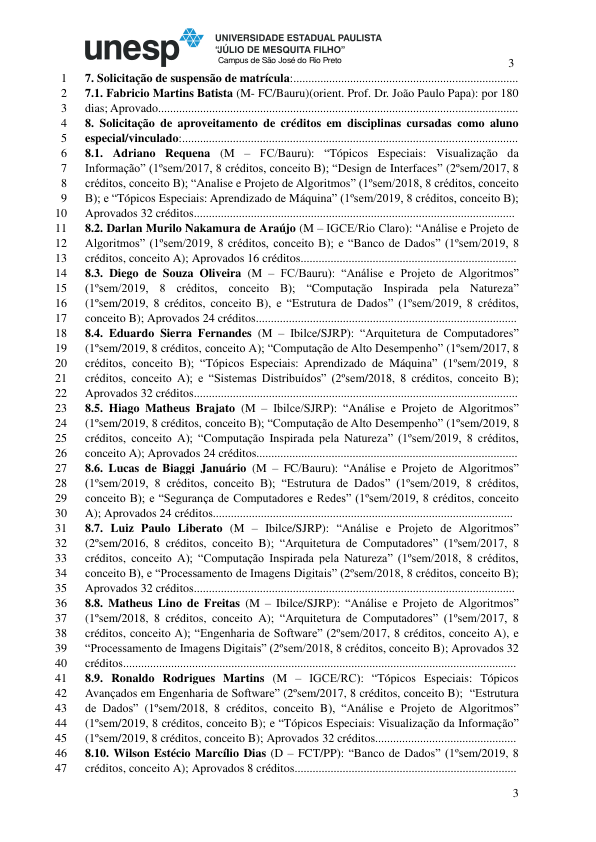 unesp
UNIVERSIDADE ESTADUAL PAULISTA
“JÚLIO DE MESQUITA FILHO”
Campus de São José do Rio Preto
3
1 7. Solicitação de suspensão de matrícula:...........................................................................
2 7.1. Fabricio Martins Batista (M- FC/Bauru)(orient. Prof. Dr. João Paulo Papa): por 180
3 dias; Aprovado........................................................................................................................
4 8. Solicitação de aproveitamento de créditos em disciplinas cursadas como aluno
5 especial/vinculado:................................................................................................................
6 8.1. Adriano Requena (M – FC/Bauru): “Tópicos Especiais: Visualização da
7 Informação” (1ºsem/2017, 8 créditos, conceito B); “Design de Interfaces” (2ºsem/2017, 8
8 créditos, conceito B); “Analise e Projeto de Algoritmos” (1ºsem/2018, 8 créditos, conceito
9 B); e “Tópicos Especiais: Aprendizado de Máquina” (1ºsem/2019, 8 créditos, conceito B);
10 Aprovados 32 créditos...........................................................................................................
11 8.2. Darlan Murilo Nakamura de Araújo (M – IGCE/Rio Claro): “Análise e Projeto de
12 Algoritmos” (1ºsem/2019, 8 créditos, conceito B); e “Banco de Dados” (1ºsem/2019, 8
13 créditos, conceito A); Aprovados 16 créditos........................................................................
14 8.3. Diego de Souza Oliveira (M – FC/Bauru): “Análise e Projeto de Algoritmos”
15 (1ºsem/2019, 8 créditos, conceito B); “Computação Inspirada pela Natureza”
16 (1ºsem/2019, 8 créditos, conceito B), e “Estrutura de Dados” (1ºsem/2019, 8 créditos,
17 conceito B); Aprovados 24 créditos.......................................................................................
18 8.4. Eduardo Sierra Fernandes (M – Ibilce/SJRP): “Arquitetura de Computadores”
19 (1ºsem/2019, 8 créditos, conceito A); “Computação de Alto Desempenho” (1ºsem/2017, 8
20 créditos, conceito B); “Tópicos Especiais: Aprendizado de Máquina” (1ºsem/2019, 8
21 créditos, conceito A); e “Sistemas Distribuídos” (2ºsem/2018, 8 créditos, conceito B);
22 Aprovados 32 créditos............................................................................................................
23 8.5. Hiago Matheus Brajato (M – Ibilce/SJRP): “Análise e Projeto de Algoritmos”
24 (1ºsem/2019, 8 créditos, conceito B); “Computação de Alto Desempenho” (1ºsem/2019, 8
25 créditos, conceito A); “Computação Inspirada pela Natureza” (1ºsem/2019, 8 créditos,
26 conceito A); Aprovados 24 créditos.......................................................................................
27 8.6. Lucas de Biaggi Januário (M – FC/Bauru): “Análise e Projeto de Algoritmos”
28 (1ºsem/2019, 8 créditos, conceito B); “Estrutura de Dados” (1ºsem/2019, 8 créditos,
29 conceito B); e “Segurança de Computadores e Redes” (1ºsem/2019, 8 créditos, conceito
30 A); Aprovados 24 créditos....................................................................................................
31 8.7. Luiz Paulo Liberato (M – Ibilce/SJRP): “Análise e Projeto de Algoritmos”
32 (2ºsem/2016, 8 créditos, conceito B); “Arquitetura de Computadores” (1ºsem/2017, 8
33 créditos, conceito A); “Computação Inspirada pela Natureza” (1ºsem/2018, 8 créditos,
34 conceito B), e “Processamento de Imagens Digitais” (2ºsem/2018, 8 créditos, conceito B);
35 Aprovados 32 créditos...........................................................................................................
36 8.8. Matheus Lino de Freitas (M – Ibilce/SJRP): “Análise e Projeto de Algoritmos”
37 (1ºsem/2018, 8 créditos, conceito A); “Arquitetura de Computadores” (1ºsem/2017, 8
38 créditos, conceito A); “Engenharia de Software” (2ºsem/2017, 8 créditos, conceito A), e
39 “Processamento de Imagens Digitais” (2ºsem/2018, 8 créditos, conceito B); Aprovados 32
40 créditos...................................................................................................................................
41 8.9. Ronaldo Rodrigues Martins (M – IGCE/RC): “Tópicos Especiais: Tópicos
42 Avançados em Engenharia de Software” (2ºsem/2017, 8 créditos, conceito B); “Estrutura
43 de Dados” (1ºsem/2018, 8 créditos, conceito B), “Análise e Projeto de Algoritmos”
44 (1ºsem/2019, 8 créditos, conceito B); e “Tópicos Especiais: Visualização da Informação”
45 (1ºsem/2019, 8 créditos, conceito B); Aprovados 32 créditos...............................................
46 8.10. Wilson Estécio Marcílio Dias (D – FCT/PP): “Banco de Dados” (1ºsem/2019, 8
47 créditos, conceito A); Aprovados 8 créditos..........................................................................
3